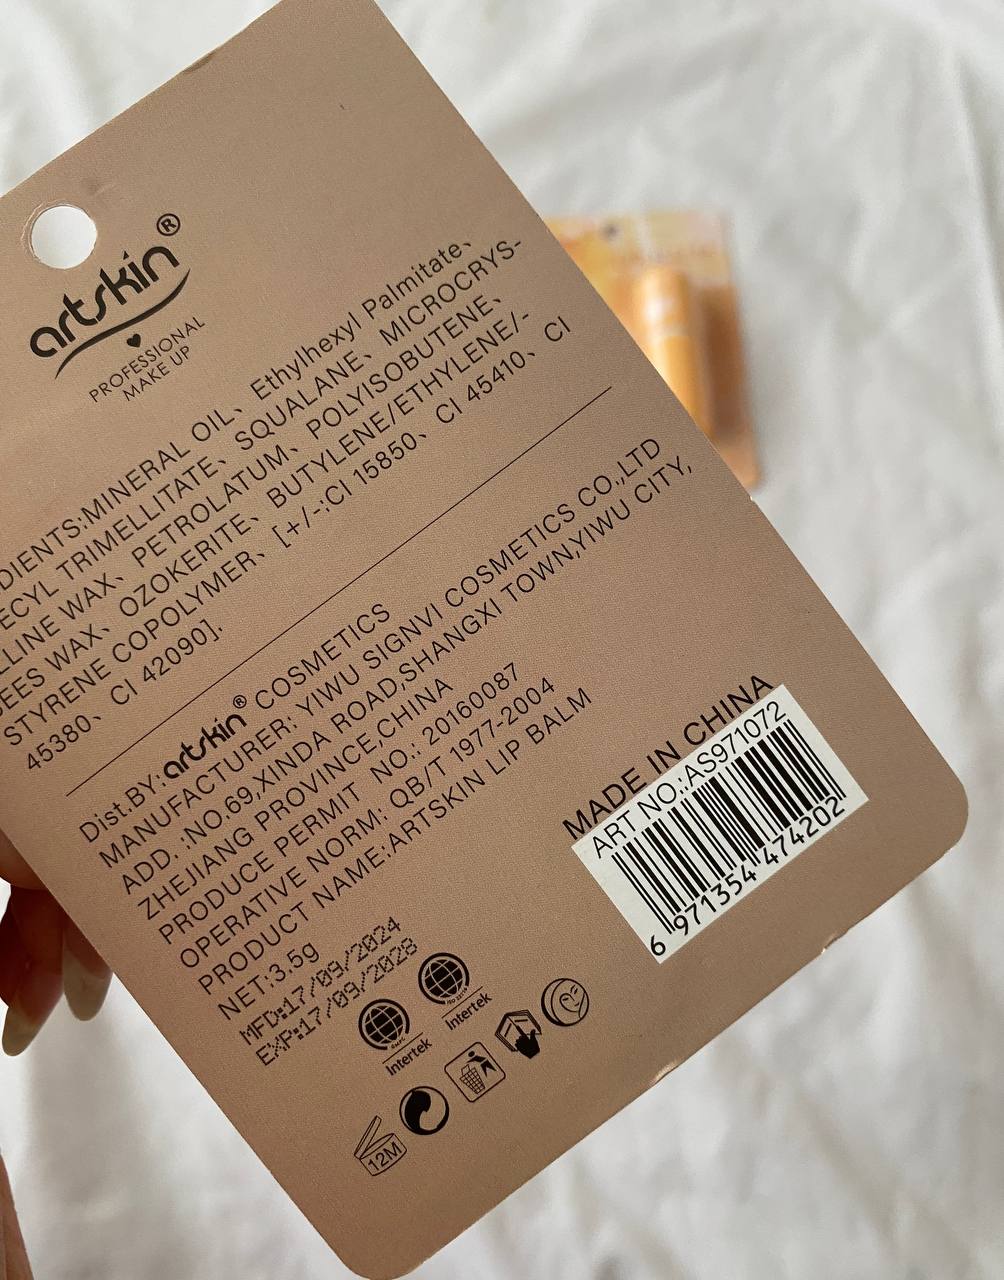 artskin®
PROFESSIONAL
MAKE UP
DIENTS:MINERAL OIL、Ethylhexyl Palmitate、
ECYL TRIMELLITATE、SQUALANE、MICROCRYS-
LLINE WAX、PETROLATUM、POLYISOBUTENE、
BEES WAX、OZOKERITE、BUTYLENE/ETHYLENE/-
STYRENE COPOLYMER、[+/-:CI 15850、CI 45410、CI
45380、CI 42090].
Dist.BY:artskin® COSMETICS
MANUFACTURER: YIWU SIGNVI COSMETICS CO.,LTD
ADD.:NO.69,XINDA ROAD,SHANGXI TOWN,YIWU CITY,
ZHEJIANG PROVINCE,CHINA
PRODUCE PERMIT NO.: 20160087
OPERATIVE NORM: QB/T 1977-2004
PRODUCT NAME:ARTSKIN LIP BALM
NET:3.5g
MFD:17/09/2024
EXP:17/09/2028
MADE IN CHINA
ART NO.:AS971072
6 971354 474202
Intertek
Intertek
12M